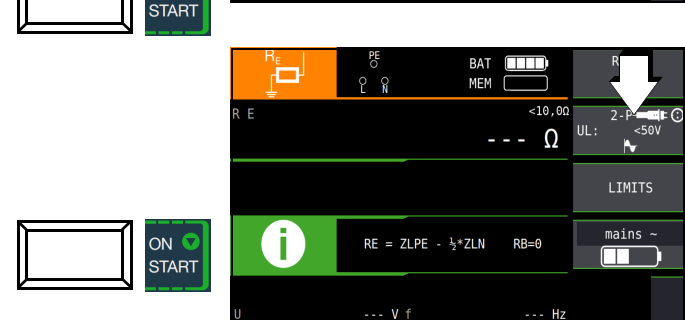 START
RE
PE
BAT
L N
MEM
R E
<10,0Ω
--- Ω
2-P
UL: <50V
LIMITS
mains ~
ON
START
i
RE = ZLPE - ½*ZLN RB=0
U --- V f --- Hz